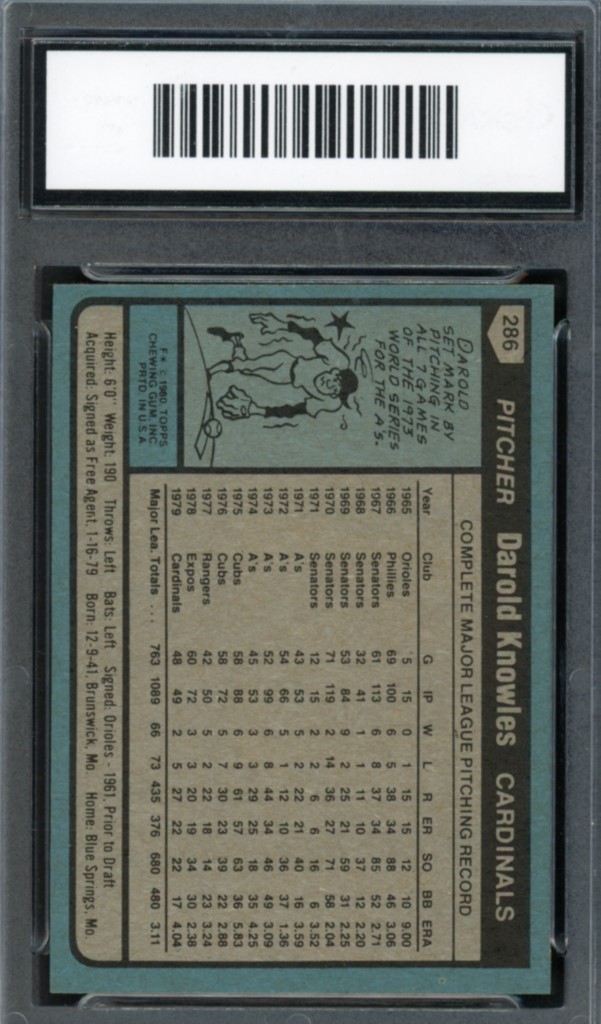 286 PITCHER Darold Knowles CARDINALS
DAROLD
SET MARK BY
PITCHING IN
ALL 7 GAMES
OF THE 1973
WORLD SERIES
FOR THE A'S.
F* © 1980, TOPPS
CHEWING GUM, INC.
PRTD. IN U.S.A.
COMPLETE MAJOR LEAGUE PITCHING RECORD
Year Club G IP W L R ER SO BB ERA
1965 Orioles 5 15 0 1 15 15 12 10 9.00
1966 Phillies 69 100 6 5 38 34 88 46 3.06
1967 Senators 61 113 6 8 37 34 85 52 2.71
1968 Senators 32 41 1 1 11 10 37 12 2.20
1969 Senators 53 84 9 2 25 21 59 31 2.25
1970 Senators 71 119 2 14 36 27 71 58 2.04
1971 Senators 12 15 2 2 6 6 16 6 3.52
1971 A's 43 53 5 2 22 21 40 16 3.59
1972 A's 54 66 5 1 12 10 36 37 1.36
1973 A's 52 99 6 8 44 34 46 49 3.09
1974 A's 45 53 3 3 29 25 18 35 4.25
1975 Cubs 58 88 6 9 61 57 63 36 5.83
1976 Cubs 58 72 5 7 30 23 39 22 2.88
1977 Rangers 42 50 5 2 22 18 14 23 3.24
1978 Expos 60 72 3 3 20 19 34 30 2.38
1979 Cardinals 48 49 2 5 27 22 22 17 4.04
Major Lea. Totals . . . 763 1089 66 73 435 376 680 480 3.11
Height: 6'0" Weight: 190 Throws: Left Bats: Left Signed: Orioles - 1961, Prior to Draft
Acquired: Signed as Free Agent, 1-16-79 Born: 12-9-41, Brunswick, Mo. Home: Blue Springs, Mo.